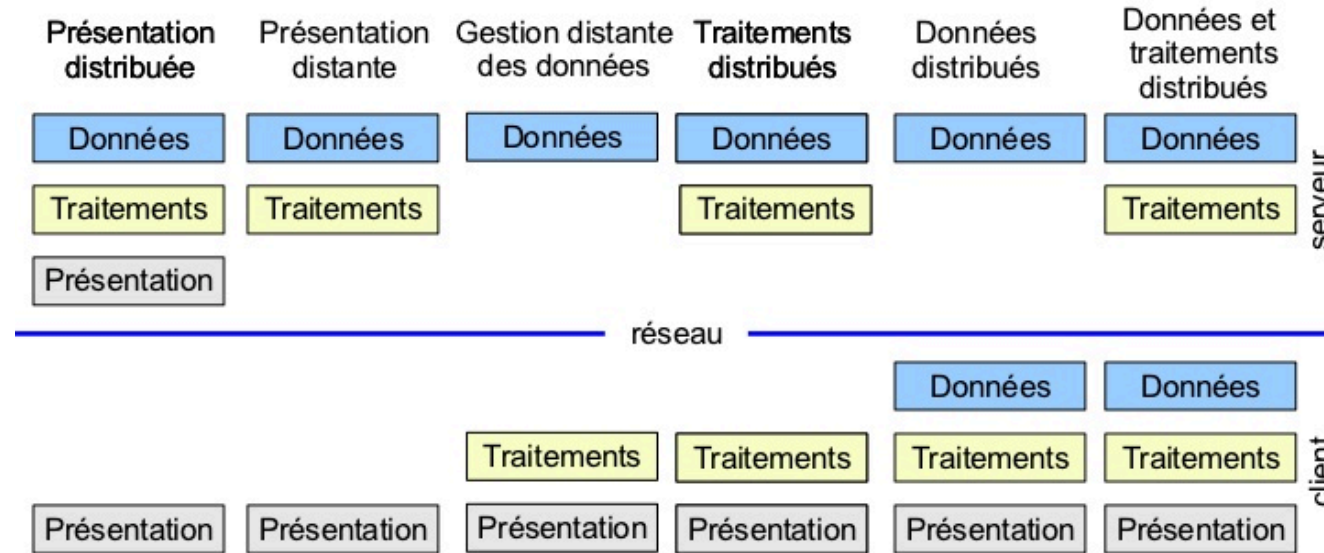 Présentation distribuée
Présentation distante
Gestion distante des données
Traitements distribués
Données distribués
Données et traitements distribués
Données Données Données Données Données Données
Traitements Traitements Traitements Traitements
Présentation
serveur
réseau
Données Données
Traitements Traitements Traitements Traitements
Présentation Présentation Présentation Présentation Présentation Présentation
client